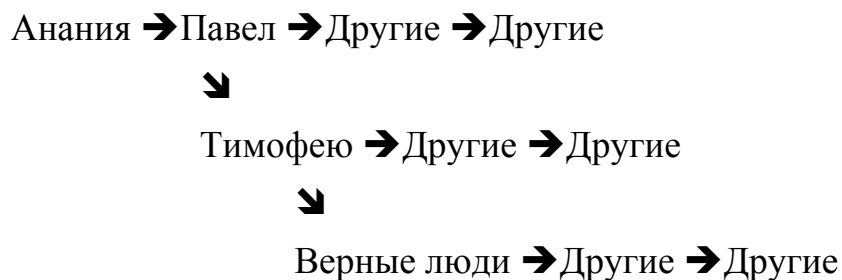 Анания ➔Павел ➔Другие ➔Другие
➘
Тимофею ➔Другие ➔Другие
➘
Верные люди ➔Другие ➔Другие